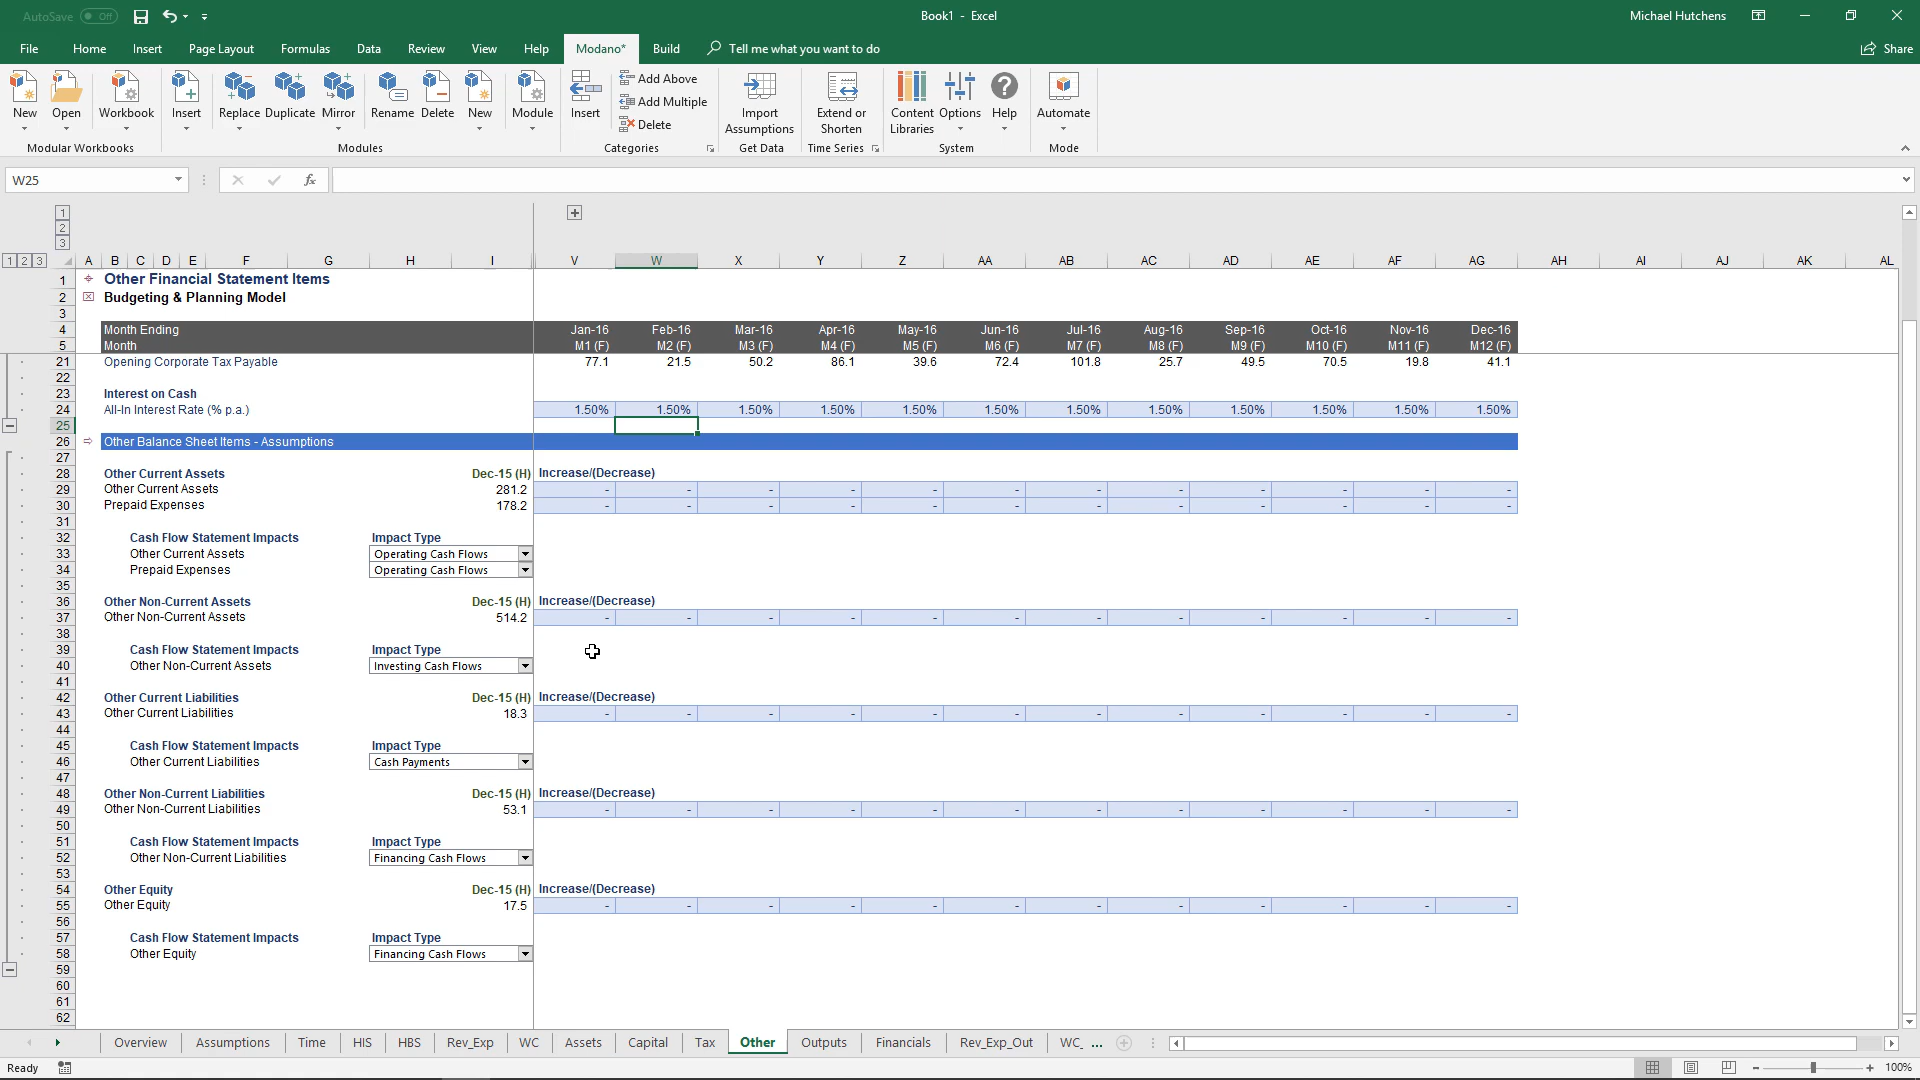 AutoSave Off
Book1 - Excel
Michael Hutchens
File Home Insert Page Layout Formulas Data Review View Help Modano* Build Tell me what you want to do Share
New Open Workbook Insert Replace Duplicate Mirror Rename Delete New Module Insert
Add Above
Add Multiple
Delete
Import Assumptions
Extend or Shorten
Content Libraries
Options Help Automate
Modular Workbooks Modules Categories Get Data Time Series System Mode
W25 fx
1
2
3
1 2 3 A B C D E F G H I V W X Y Z AA AB AC AD AE AF AG AH AI AJ AK AL
1 Other Financial Statement Items
2 Budgeting & Planning Model
3
4 Month Ending Jan-16 Feb-16 Mar-16 Apr-16 May-16 Jun-16 Jul-16 Aug-16 Sep-16 Oct-16 Nov-16 Dec-16
5 Month M1 (F) M2 (F) M3 (F) M4 (F) M5 (F) M6 (F) M7 (F) M8 (F) M9 (F) M10 (F) M11 (F) M12 (F)
21 Opening Corporate Tax Payable 77.1 21.5 50.2 86.1 39.6 72.4 101.8 25.7 49.5 70.5 19.8 41.1
22
23 Interest on Cash
24 All-In Interest Rate (% p.a.) 1.50% 1.50% 1.50% 1.50% 1.50% 1.50% 1.50% 1.50% 1.50% 1.50% 1.50% 1.50%
25
26 Other Balance Sheet Items - Assumptions
27
28 Other Current Assets Dec-15 (H) Increase/(Decrease)
29 Other Current Assets 281.2 - - - - - - - - - - - -
30 Prepaid Expenses 178.2 - - - - - - - - - - - -
31
32 Cash Flow Statement Impacts Impact Type
33 Other Current Assets Operating Cash Flows
34 Prepaid Expenses Operating Cash Flows
35
36 Other Non-Current Assets Dec-15 (H) Increase/(Decrease)
37 Other Non-Current Assets 514.2 - - - - - - - - - - - -
38
39 Cash Flow Statement Impacts Impact Type
40 Other Non-Current Assets Investing Cash Flows
41
42 Other Current Liabilities Dec-15 (H) Increase/(Decrease)
43 Other Current Liabilities 18.3 - - - - - - - - - - - -
44
45 Cash Flow Statement Impacts Impact Type
46 Other Current Liabilities Cash Payments
47
48 Other Non-Current Liabilities Dec-15 (H) Increase/(Decrease)
49 Other Non-Current Liabilities 53.1 - - - - - - - - - - - -
50
51 Cash Flow Statement Impacts Impact Type
52 Other Non-Current Liabilities Financing Cash Flows
53
54 Other Equity Dec-15 (H) Increase/(Decrease)
55 Other Equity 17.5 - - - - - - - - - - - -
56
57 Cash Flow Statement Impacts Impact Type
58 Other Equity Financing Cash Flows
59
60
61
62
Overview Assumptions Time HIS HBS Rev_Exp WC Assets Capital Tax Other Outputs Financials Rev_Exp_Out WC_ ...
Ready 100%